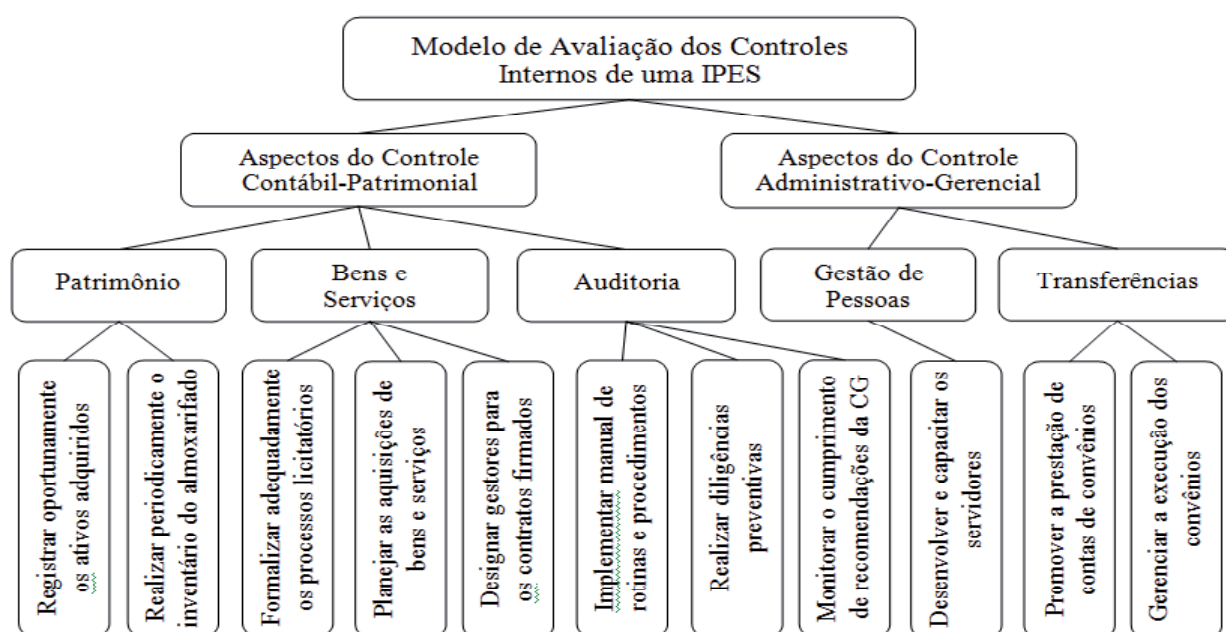 Modelo de Avaliação dos Controles
Internos de uma IPES
Aspectos do Controle
Contábil-Patrimonial
Aspectos do Controle
Administrativo-Gerencial
Patrimônio
Bens e
Serviços
Auditoria
Gestão de
Pessoas
Transferências
Registrar oportunamente
os ativos adquiridos
Realizar periodicamente o
inventário do almoxarifado
Formalizar adequadamente
os processos licitatórios
Planejar as aquisições de
bens e serviços
Designar gestores para
os contratos firmados
Implementar manual de
rotinas e procedimentos
Realizar diligências
preventivas
Monitorar o cumprimento
de recomendações da CG
Desenvolver e capacitar os
servidores
Promover a prestação de
contas de convênios
Gerenciar a execução dos
convênios